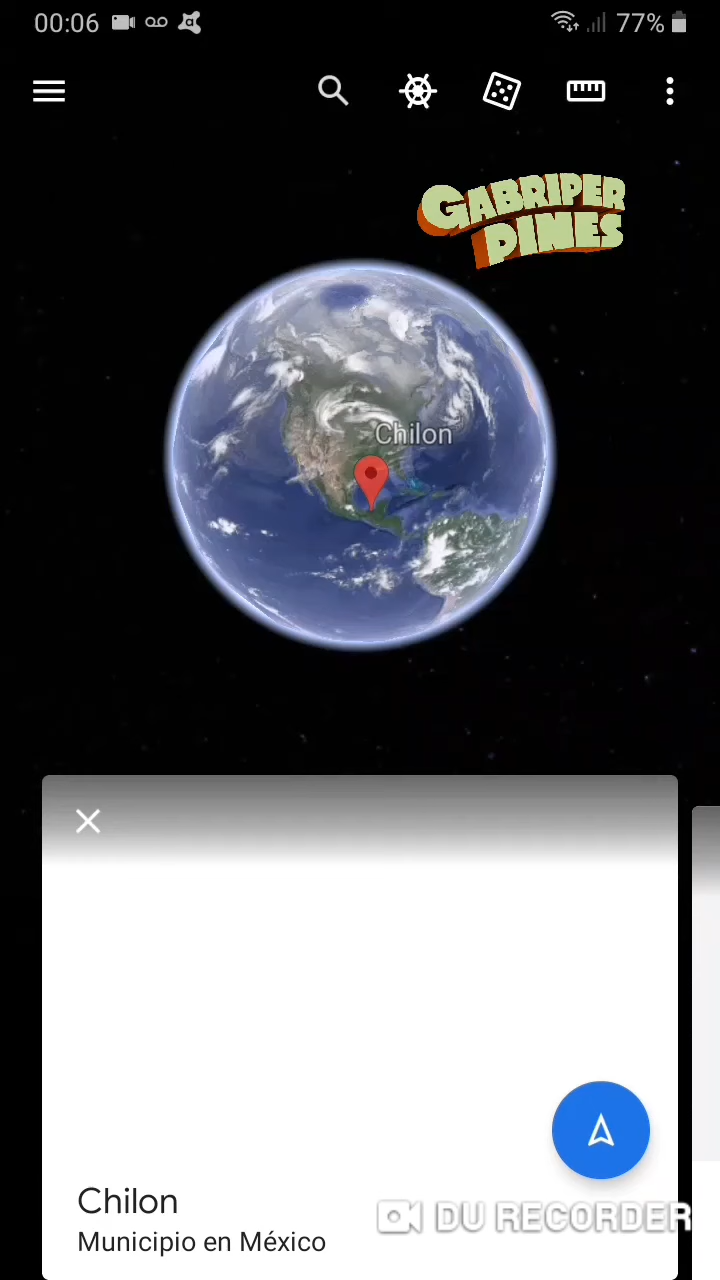 00:06
77%
GABRIPER
PINES
Chilon
Chilon
Municipio en México
DU RECORDER